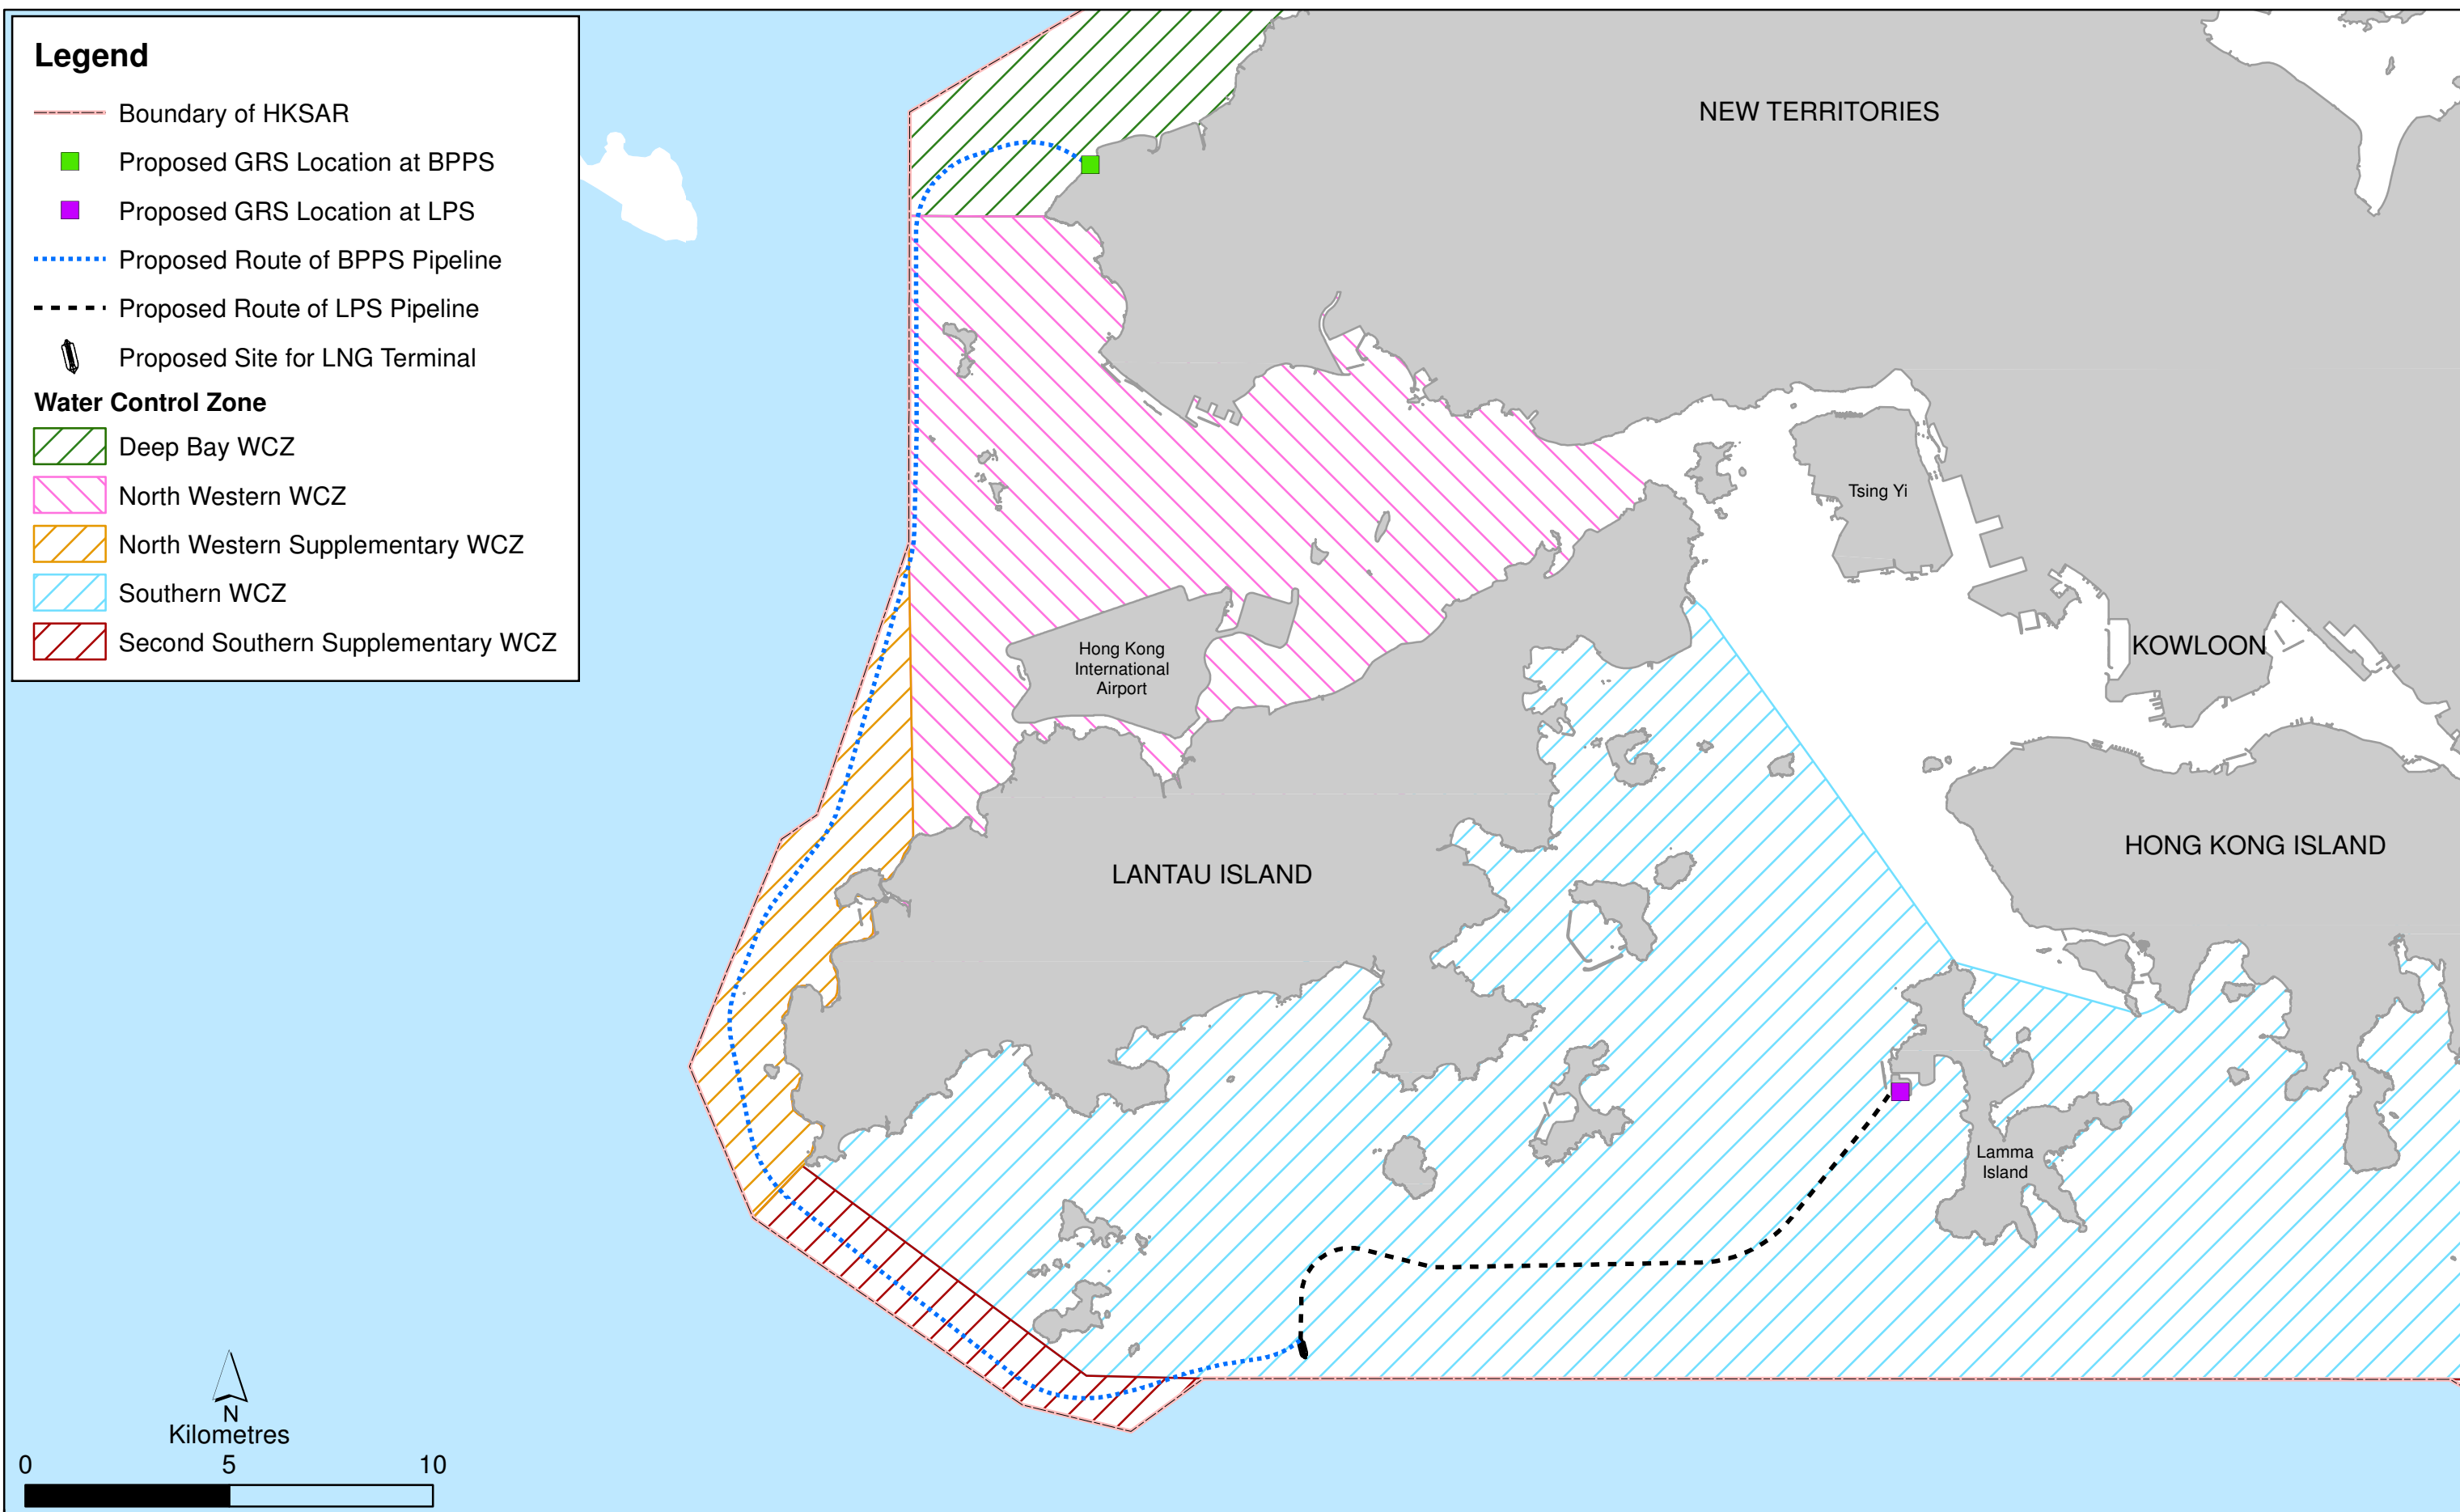 Legend
Boundary of HKSAR
Proposed GRS Location at BPPS
Proposed GRS Location at LPS
Proposed Route of BPPS Pipeline
Proposed Route of LPS Pipeline
Proposed Site for LNG Terminal
Water Control Zone
Deep Bay WCZ
North Western WCZ
North Western Supplementary WCZ
Southern WCZ
Second Southern Supplementary WCZ
NEW TERRITORIES
Tsing Yi
Hong Kong
International
Airport
KOWLOON
HONG KONG ISLAND
LANTAU ISLAND
Lamma
Island
N
Kilometres
0 5 10